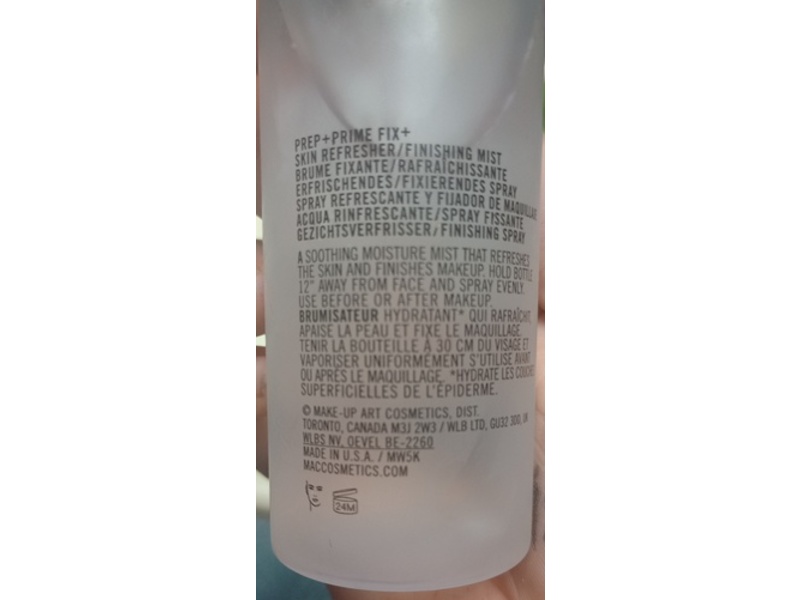 PREP+PRIME FIX+
SKIN REFRESHER/FINISHING MIST
BRUME FIXANTE/RAFRAÎCHISSANTE
ERFRISCHENDES/FIXIERENDES SPRAY
SPRAY REFRESCANTE Y FIJADOR DE MAQUILLAJE
ACQUA RINFRESCANTE/SPRAY FISSANTE
GEZICHTSVERFRISSER/FINISHING SPRAY
A SOOTHING MOISTURE MIST THAT REFRESHES
THE SKIN AND FINISHES MAKEUP. HOLD BOTTLE
12" AWAY FROM FACE AND SPRAY EVENLY.
USE BEFORE OR AFTER MAKEUP.
BRUMISATEUR HYDRATANT* QUI RAFRAÎCHIT,
APAISE LA PEAU ET FIXE LE MAQUILLAGE.
TENIR LA BOUTEILLE À 30 CM DU VISAGE ET
VAPORISER UNIFORMÉMENT S'UTILISE AVANT
OU APRÈS LE MAQUILLAGE. *HYDRATE LES COUCHES
SUPERFICIELLES DE L'ÉPIDERME.
© MAKE-UP ART COSMETICS, DIST.
TORONTO, CANADA M3J 2W3 / WLB LTD, GU32 3DD, UK
WLBS NV, OEVEL BE-2260
MADE IN U.S.A. / MW5K
MACCOSMETICS.COM
24M